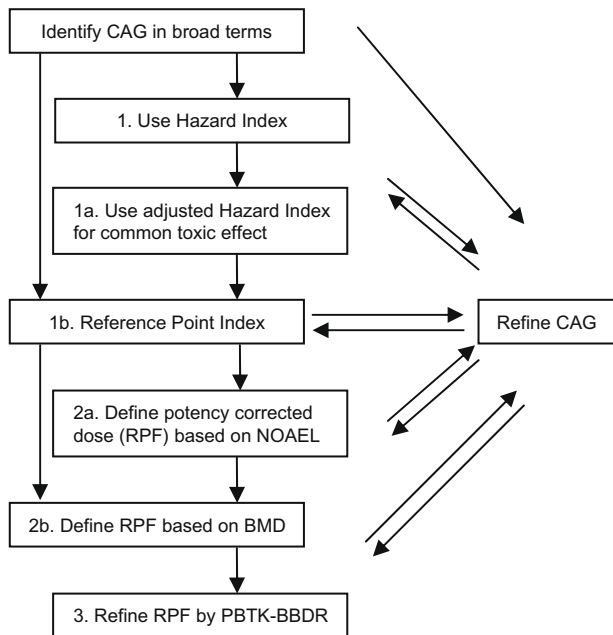 Identify CAG in broad terms
1. Use Hazard Index
1a. Use adjusted Hazard Index
for common toxic effect
1b. Reference Point Index
Refine CAG
2a. Define potency corrected
dose (RPF) based on NOAEL
2b. Define RPF based on BMD
3. Refine RPF by PBTK-BBDR